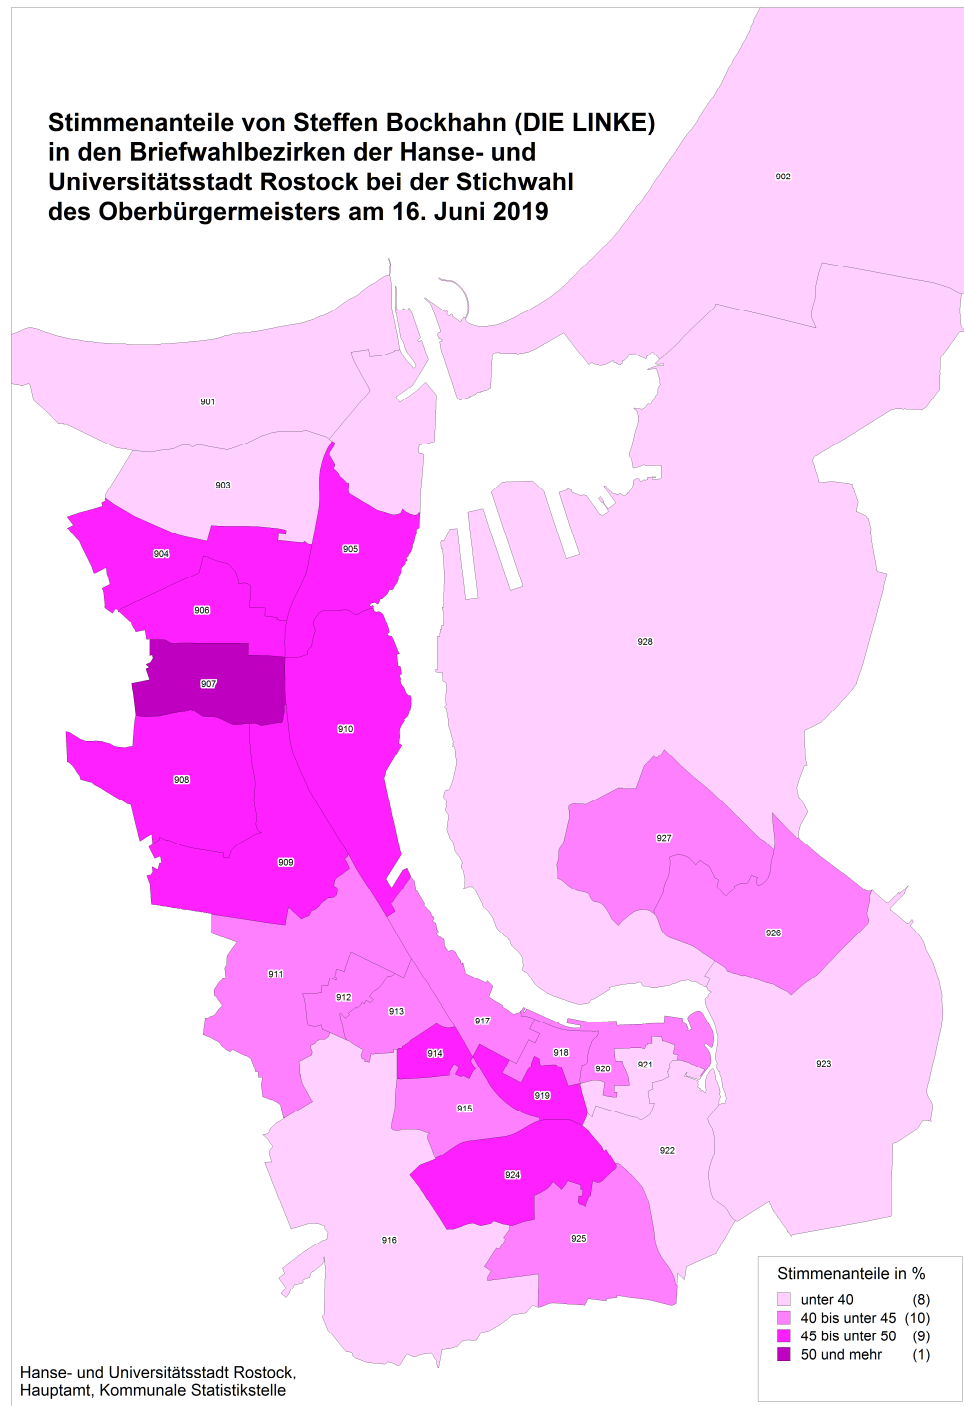 Stimmenanteile von Steffen Bockhahn (DIE LINKE)
in den Briefwahlbezirken der Hanse- und
Universitätsstadt Rostock bei der Stichwahl
des Oberbürgermeisters am 16. Juni 2019
902
901
903
904
905
906
928
907
910
908
927
909
926
911
912
913
917
914
918
921
920
923
919
915
922
924
925
916
Stimmenanteile in %
unter 40 (8)
40 bis unter 45 (10)
45 bis unter 50 (9)
50 und mehr (1)
Hanse- und Universitätsstadt Rostock,
Hauptamt, Kommunale Statistikstelle